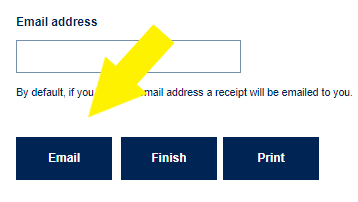 Email address
By default, if you mail address a receipt will be emailed to you.
Email Finish Print